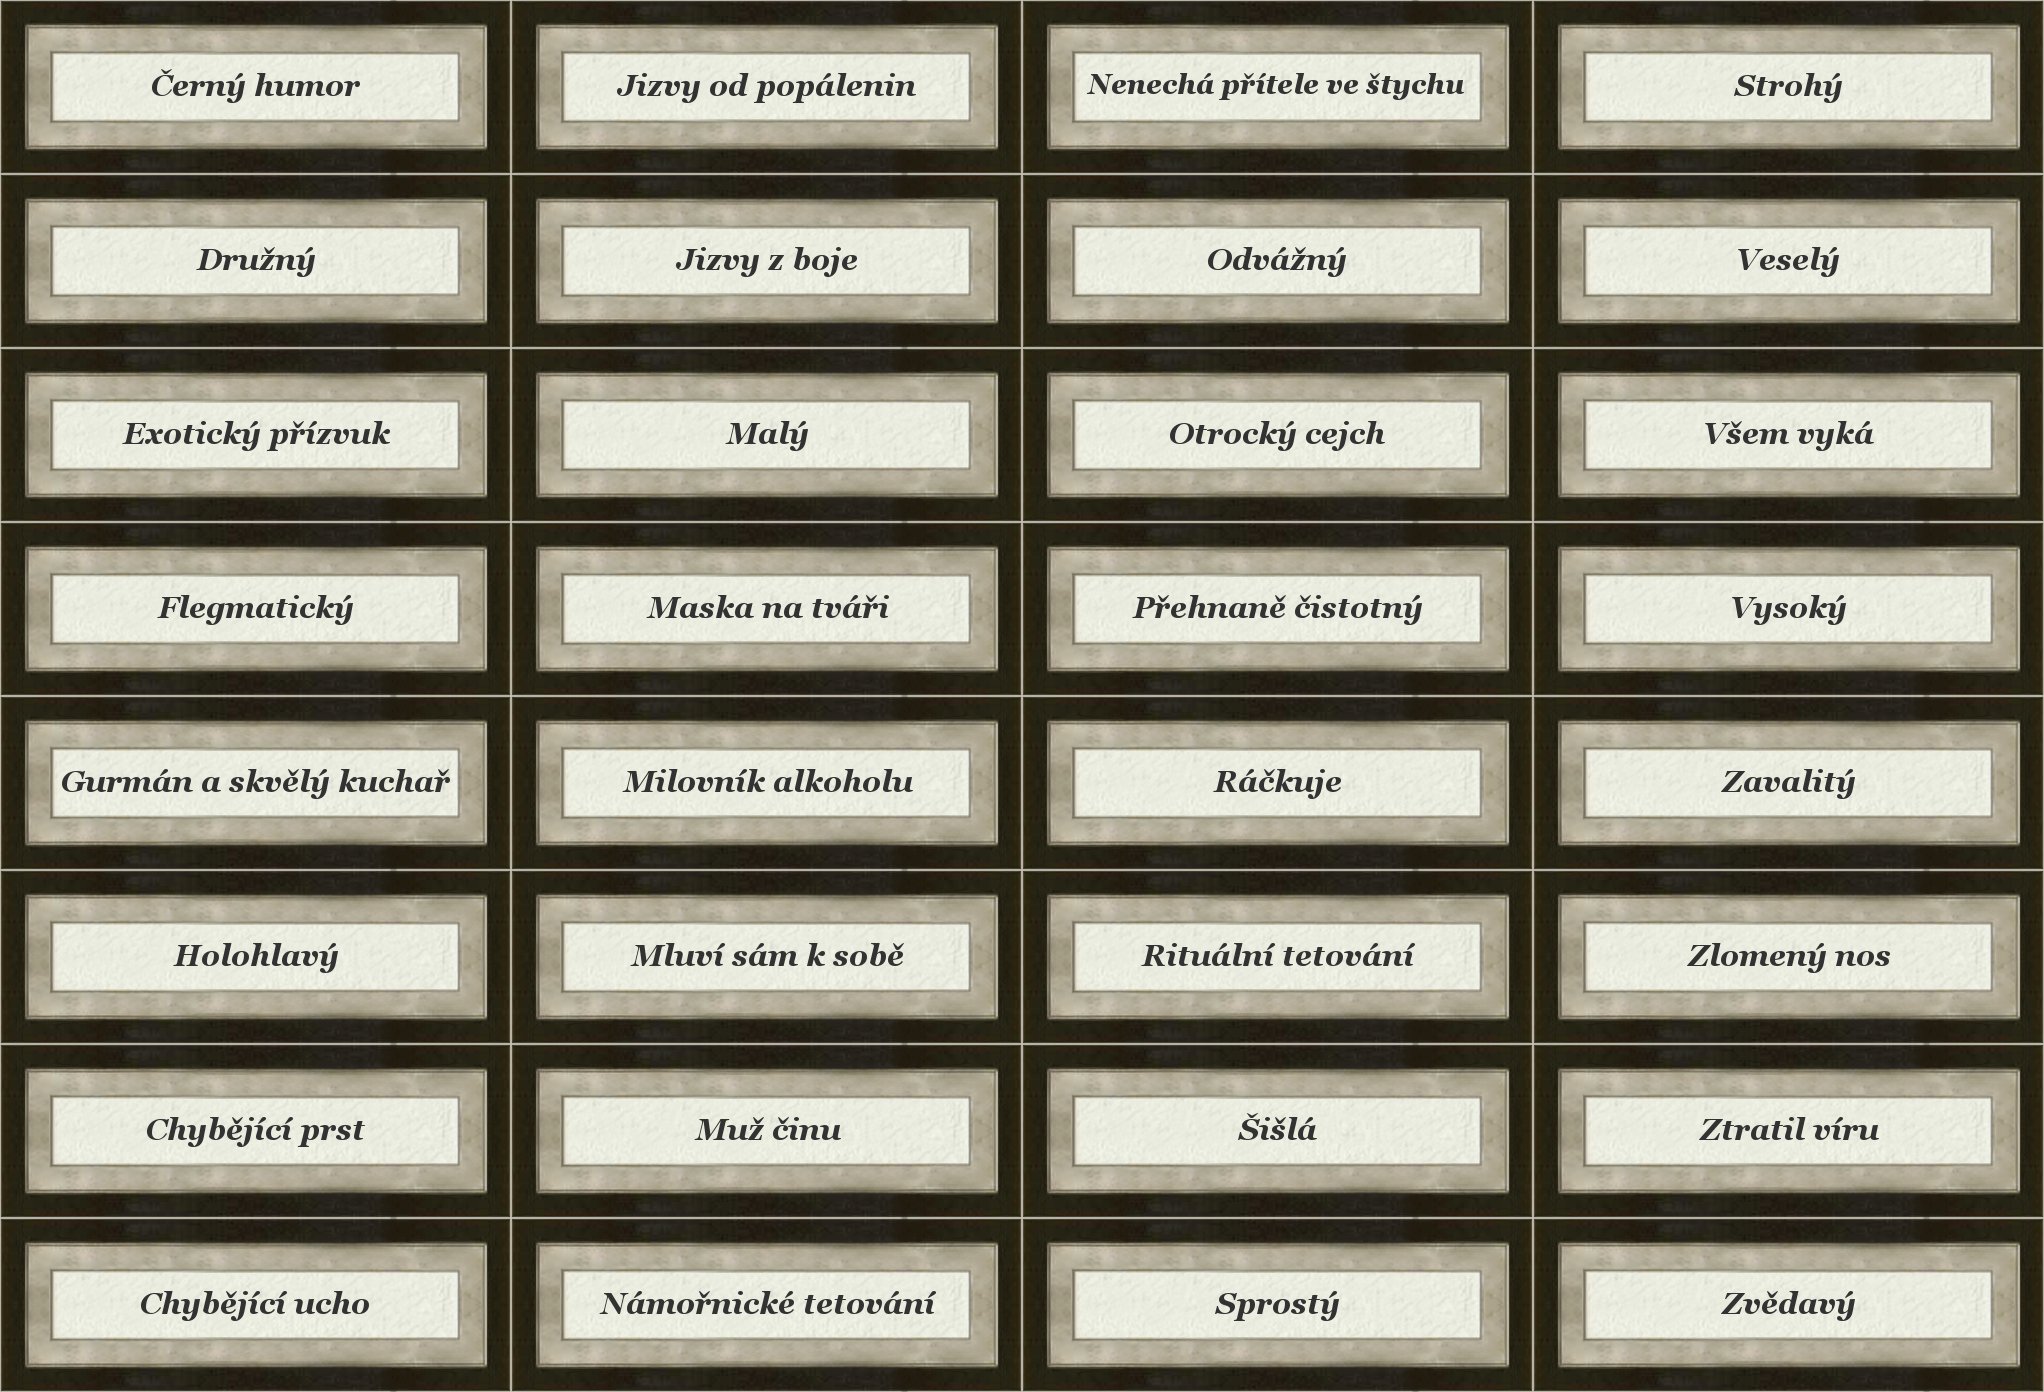 Černý humor
Jizvy od popálenin
Nenechá přítele ve štychu
Strohý
Družný
Jizvy z boje
Odvážný
Veselý
Exotický přízvuk
Malý
Otrocký cejch
Všem vyká
Flegmatický
Maska na tváři
Přehnaně čistotný
Vysoký
Gurmán a skvělý kuchař
Milovník alkoholu
Ráčkuje
Zavalitý
Holohlavý
Mluví sám k sobě
Rituální tetování
Zlomený nos
Chybějící prst
Muž činu
Šišlá
Ztratil víru
Chybějící ucho
Námořnické tetování
Sprostý
Zvědavý